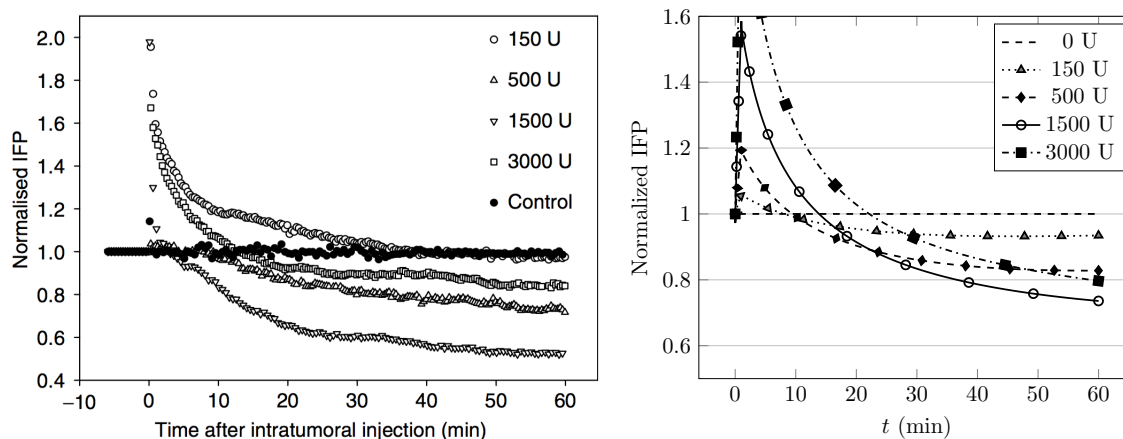 Normalised IFP
2.0
1.8
1.6
1.4
1.2
1.0
0.8
0.6
0.4
−10
0
10
20
30
40
50
60
Time after intratumoral injection (min)
150 U
500 U
1500 U
3000 U
Control
Normalized IFP
1.6
1.4
1.2
1
0.8
0.6
0
10
20
30
40
50
60
t (min)
0 U
150 U
500 U
1500 U
3000 U